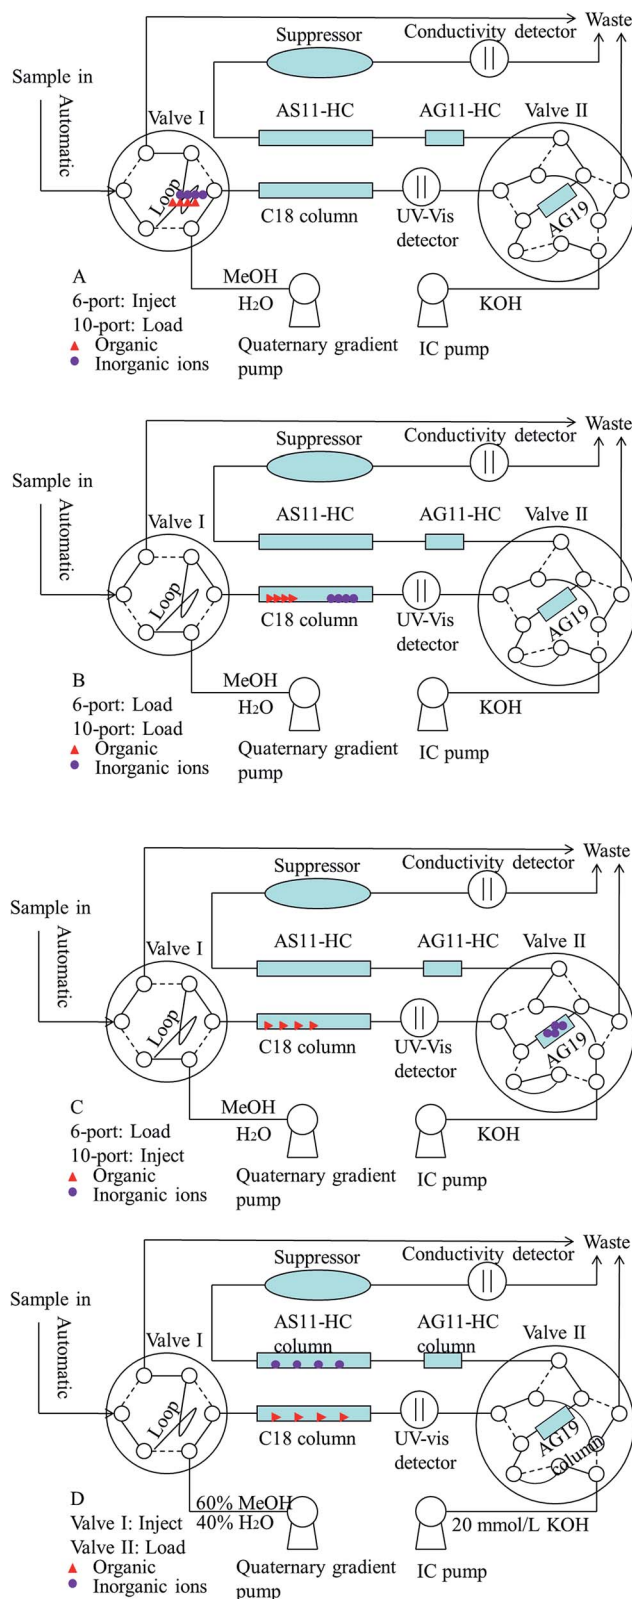 Waste
Suppressor
Conductivity detector
Sample in
Automatic
Valve I
AS11-HC
AG11-HC
Valve II
Loop
C18 column
UV-Vis
detector
AG19
A
6-port: Inject
10-port: Load
Organic
Inorganic ions
MeOH
H2O
Quaternary gradient
pump
KOH
IC pump
Waste
Suppressor
Conductivity detector
Sample in
Automatic
Valve I
AS11-HC
AG11-HC
Valve II
Loop
C18 column
UV-Vis
detector
AG19
B
6-port: Load
10-port: Load
Organic
Inorganic ions
MeOH
H2O
Quaternary gradient
pump
KOH
IC pump
Waste
Suppressor
Conductivity detector
Sample in
Automatic
Valve I
AS11-HC
AG11-HC
Valve II
Loop
C18 column
UV-Vis
detector
AG19
C
6-port: Load
10-port: Inject
Organic
Inorganic ions
MeOH
H2O
Quaternary gradient
pump
KOH
IC pump
Waste
Suppressor
Conductivity detector
Sample in
Automatic
Valve I
AS11-HC
column
AG11-HC
column
Valve II
Loop
C18 column
UV-vis
detector
AG19
column
D
Valve I: Inject
Valve II: Load
Organic
Inorganic ions
60% MeOH
40% H2O
Quaternary gradient
pump
20 mmol/L KOH
IC pump